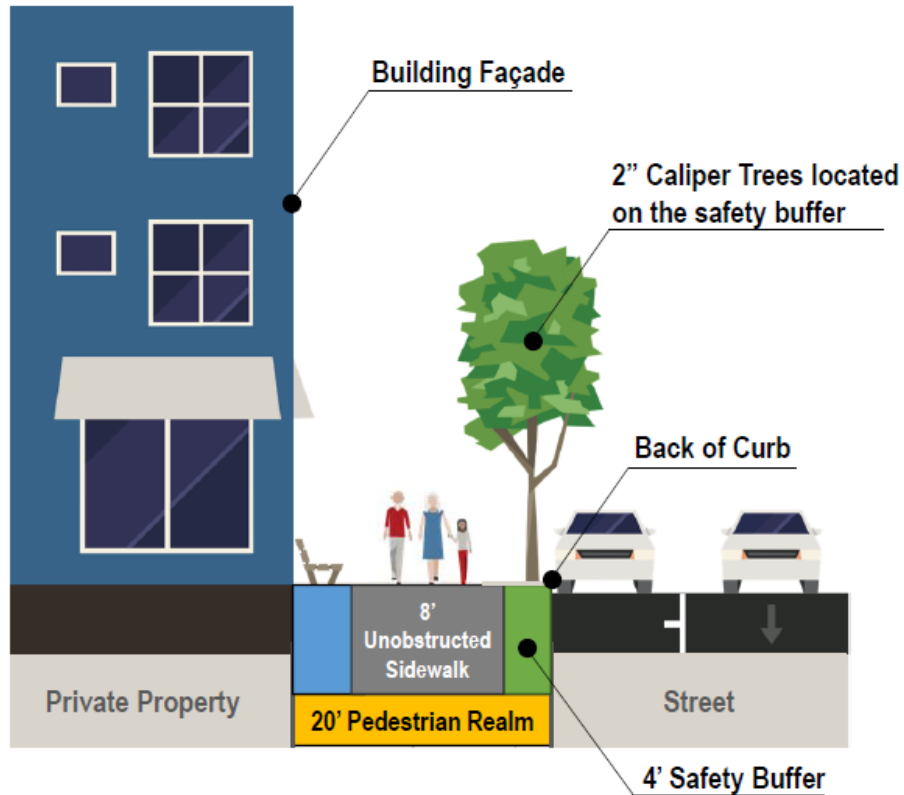 Building Façade
2” Caliper Trees located
on the safety buffer
Back of Curb
8’
Unobstructed
Sidewalk
Private Property
20’ Pedestrian Realm
Street
4’ Safety Buffer